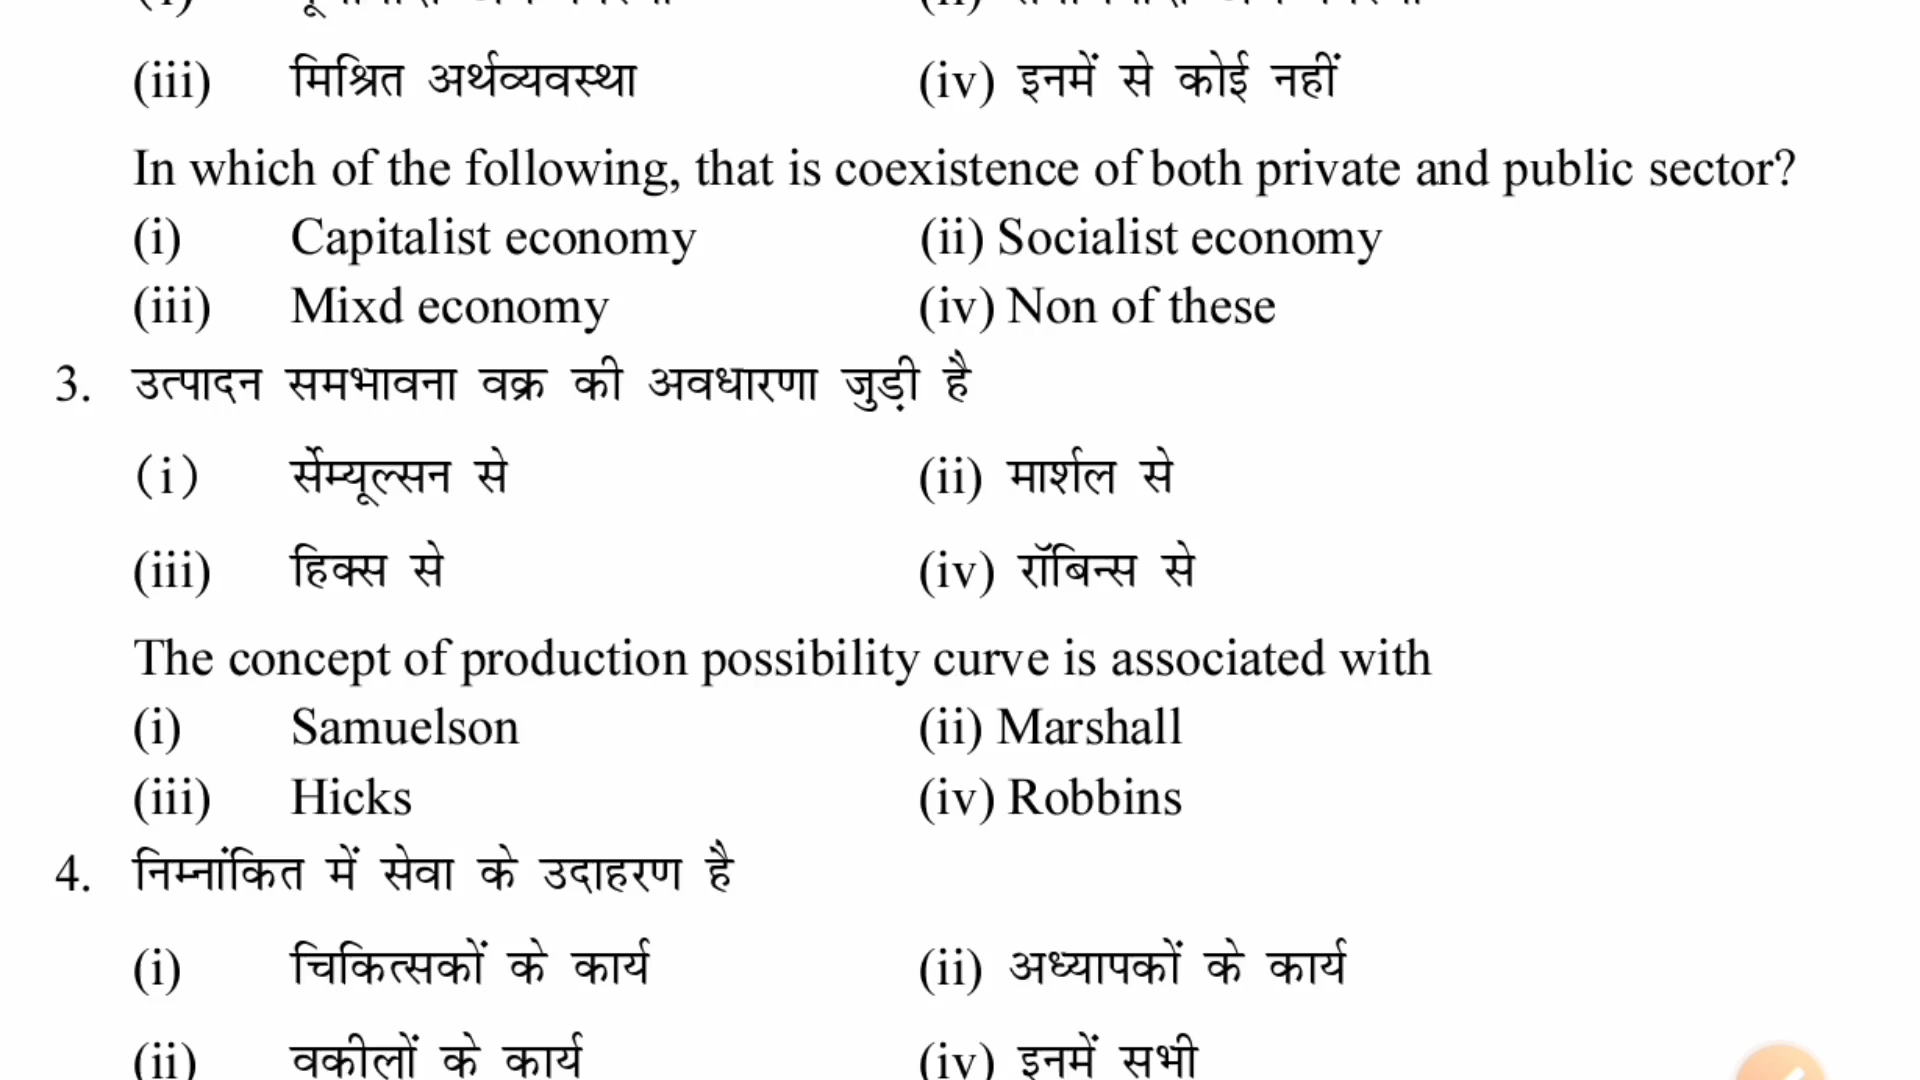 (iii) मिश्रित अर्थव्यवस्था (iv) इनमें से कोई नहीं
In which of the following, that is coexistence of both private and public sector?
(i) Capitalist economy (ii) Socialist economy
(iii) Mixd economy (iv) Non of these
3. उत्पादन समभावना वक्र की अवधारणा जुड़ी है
(i) र्सेम्यूल्सन से (ii) मार्शल से
(iii) हिक्स से (iv) रॉबिन्स से
The concept of production possibility curve is associated with
(i) Samuelson (ii) Marshall
(iii) Hicks (iv) Robbins
4. निम्नांकित में सेवा के उदाहरण है
(i) चिकित्सकों के कार्य (ii) अध्यापकों के कार्य
(ii) वकीलों के कार्य (iv) इनमें सभी